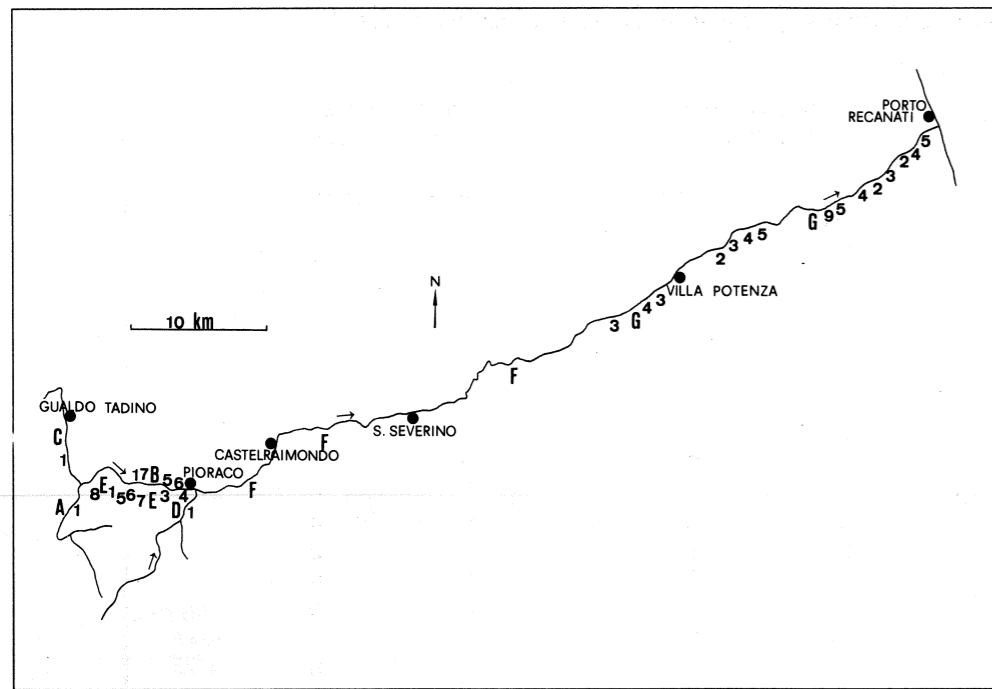 PORTO
RECANATI
5
4
2
3
2
4
G 9 5
5
4
3
2
N
VILLA POTENZA
3
4
G
3
10 km
F
GUALDO TADINO
S. SEVERINO
C
F
CASTELRAIMONDO
1
17 B 5 6 PIORACO
8 E 1 5 6 7 E 3 4
F
A 1
D 1